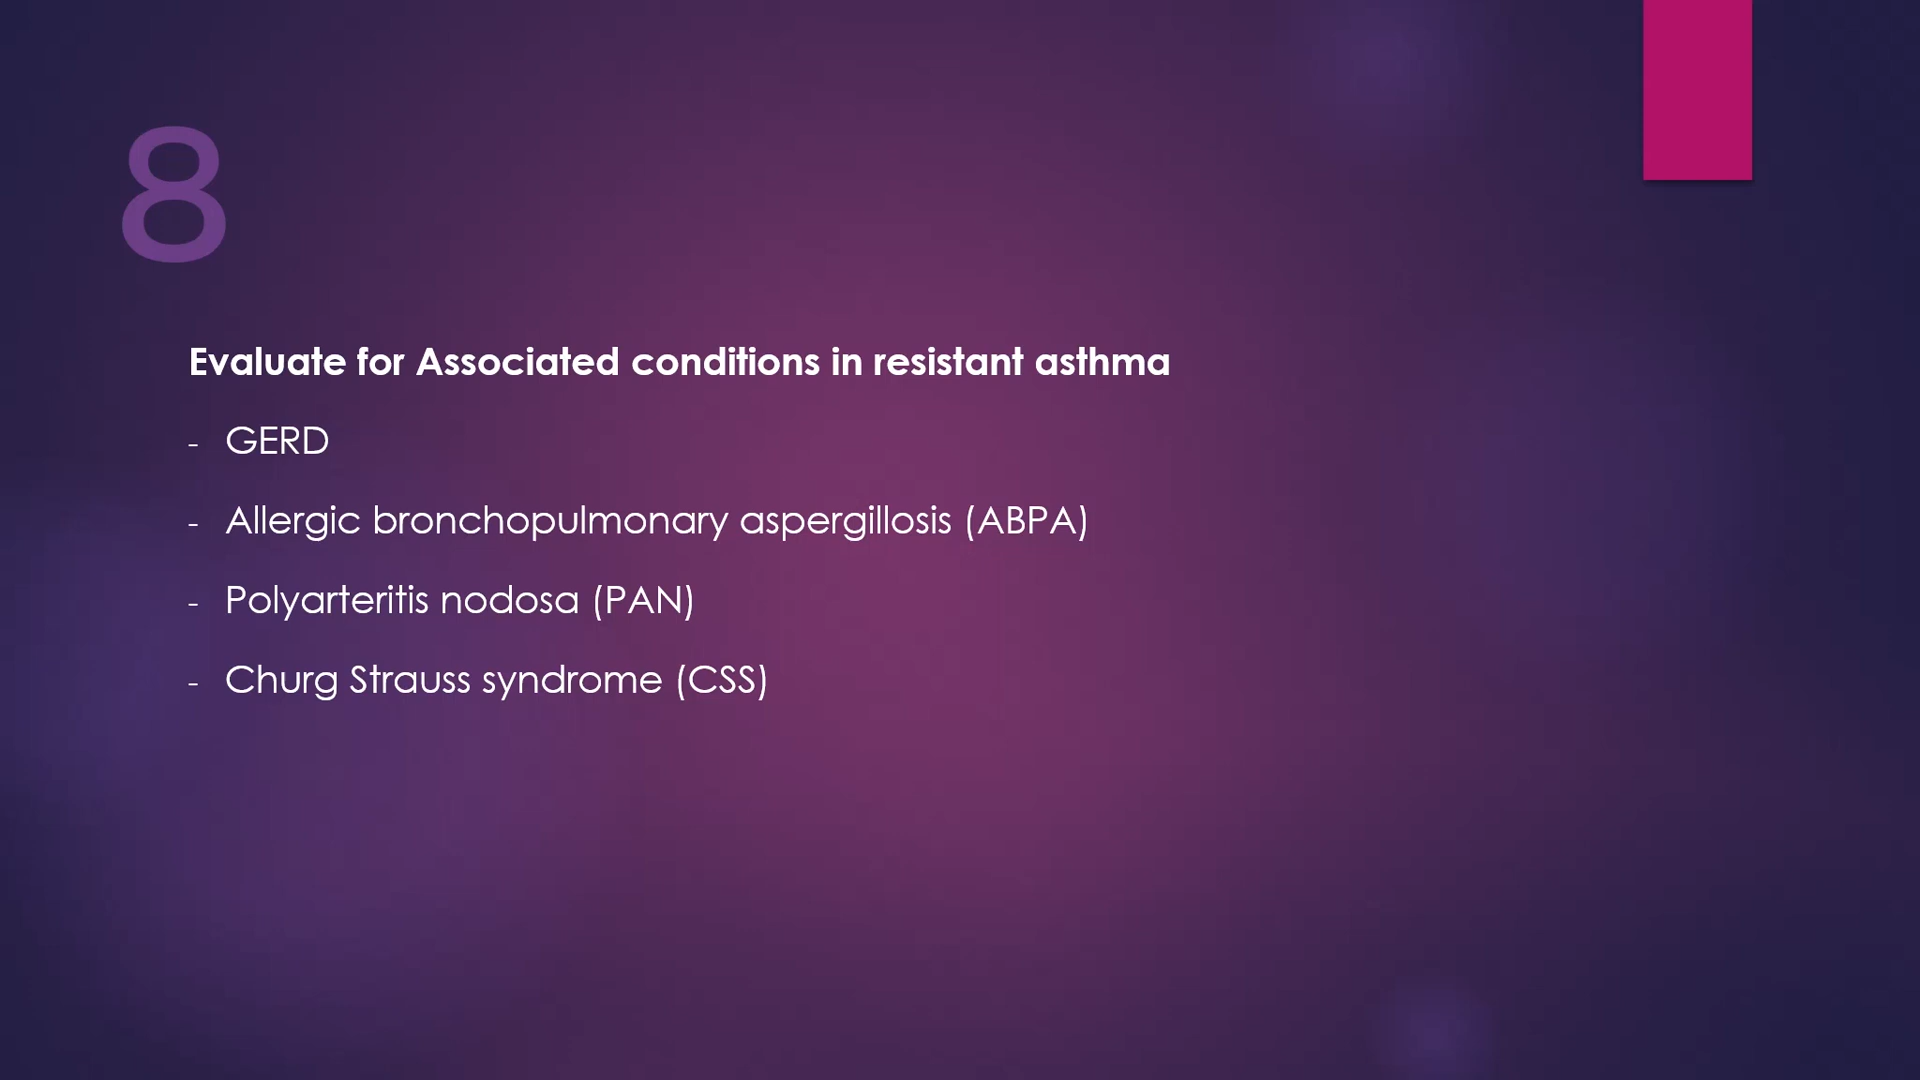 8
Evaluate for Associated conditions in resistant asthma
- GERD
- Allergic bronchopulmonary aspergillosis (ABPA)
- Polyarteritis nodosa (PAN)
- Churg Strauss syndrome (CSS)